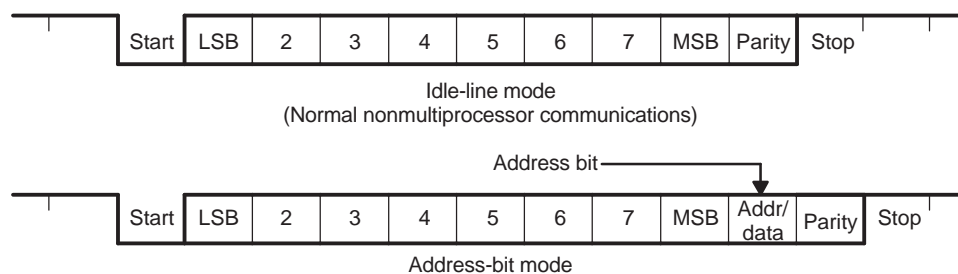 Start LSB 2 3 4 5 6 7 MSB Parity Stop
Idle-line mode
(Normal nonmultiprocessor communications)
Address bit
Start LSB 2 3 4 5 6 7 MSB Addr/ data Parity Stop
Address-bit mode